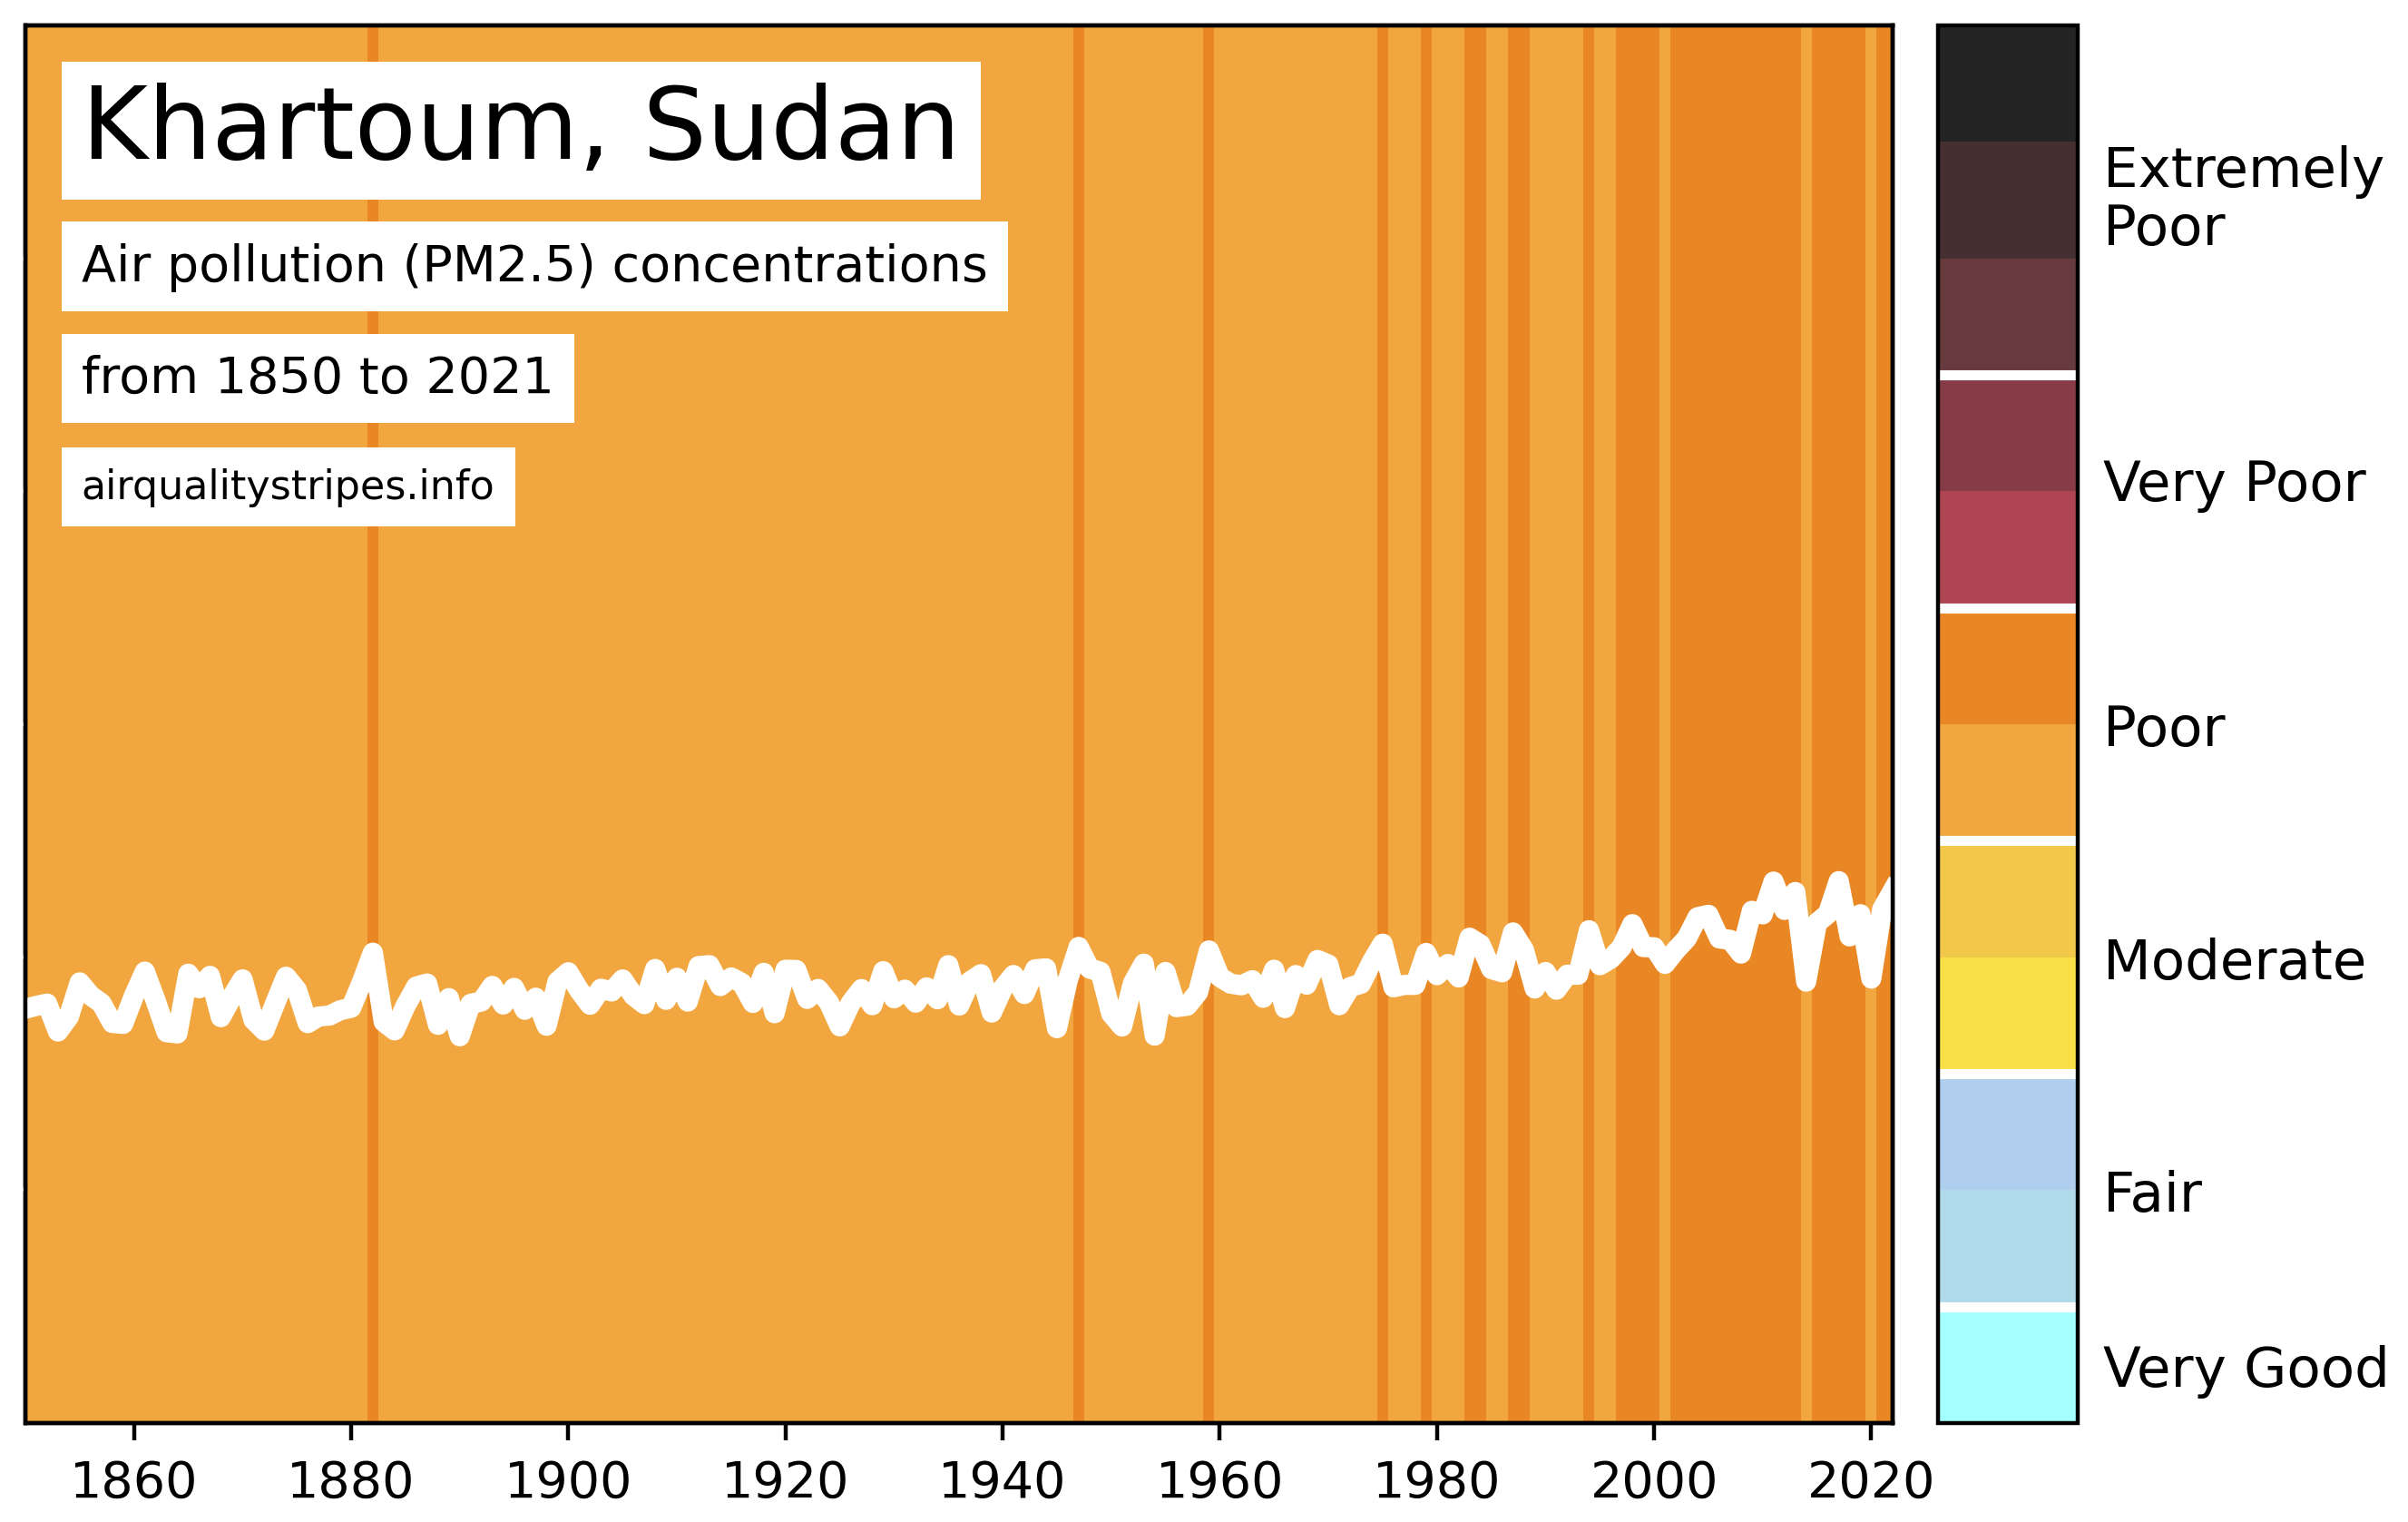 Khartoum, Sudan
Air pollution (PM2.5) concentrations
from 1850 to 2021
airqualitystripes.info
Extremely
Poor
Very Poor
Poor
Moderate
Fair
Very Good
1860 1880 1900 1920 1940 1960 1980 2000 2020